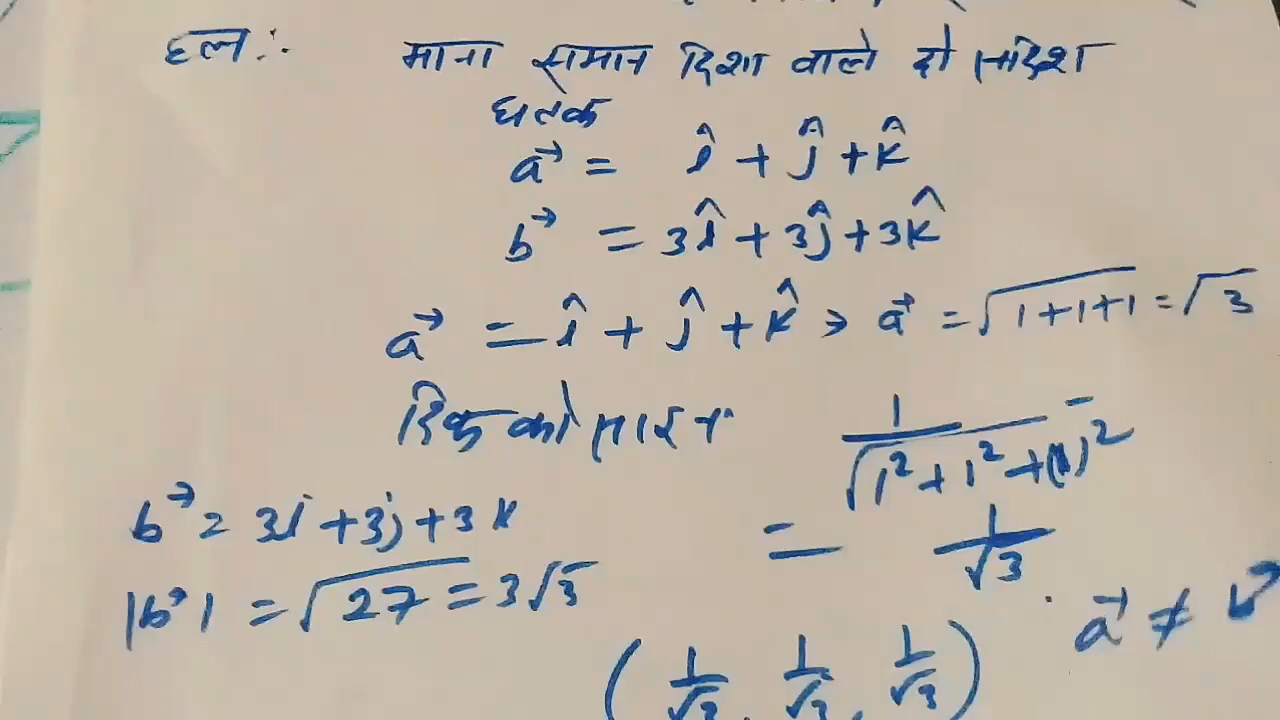 हल :-
माना समान दिशा वाले दो सदिश
घटक
a⃗ = î + ĵ + k̂
b⃗ = 3î + 3ĵ + 3k̂
a⃗ = î + ĵ + k̂ → a⃗ = √(1+1+1) = √3
दिक् को साइन 1/√(1² + 1² + (1)²)
= 1/√3
b⃗ = 3i + 3j + 3k
|b⃗| = √27 = 3√3
a⃗ ≠ b⃗
(1/√3, 1/√3, 1/√3)